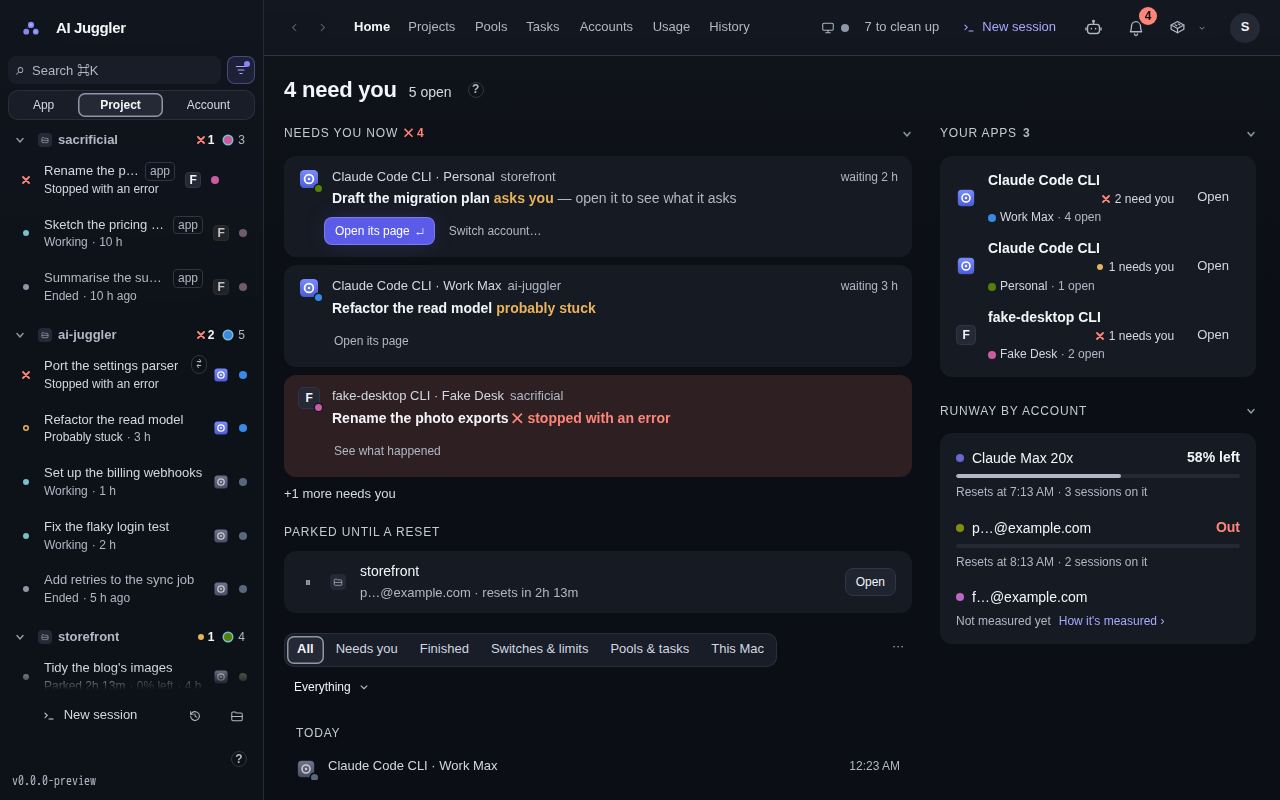 AI Juggler
Search ⌘K
App
Project
Account
sacrificial
1
3
Rename the p…
app
Stopped with an error
F
Sketch the pricing …
app
Working · 10 h
F
Summarise the su…
app
Ended · 10 h ago
F
ai-juggler
2
5
Port the settings parser
Stopped with an error
Refactor the read model
Probably stuck · 3 h
Set up the billing webhooks
Working · 1 h
Fix the flaky login test
Working · 2 h
Add retries to the sync job
Ended · 5 h ago
storefront
1
4
Tidy the blog's images
Parked 2h 13m · 0% left · 4 h
New session
?
v0.0.0-preview
Home
Projects
Pools
Tasks
Accounts
Usage
History
7 to clean up
New session
4
S
4 need you
5 open
?
NEEDS YOU NOW
4
Claude Code CLI · Personal storefront
waiting 2 h
Draft the migration plan asks you — open it to see what it asks
Open its page
Switch account…
Claude Code CLI · Work Max ai-juggler
waiting 3 h
Refactor the read model probably stuck
Open its page
F
fake-desktop CLI · Fake Desk sacrificial
Rename the photo exports stopped with an error
See what happened
+1 more needs you
PARKED UNTIL A RESET
storefront
p…@example.com · resets in 2h 13m
Open
All
Needs you
Finished
Switches & limits
Pools & tasks
This Mac
…
Everything
TODAY
Claude Code CLI · Work Max
12:23 AM
YOUR APPS 3
Claude Code CLI
2 need you
Work Max · 4 open
Open
Claude Code CLI
1 needs you
Personal · 1 open
Open
F
fake-desktop CLI
1 needs you
Fake Desk · 2 open
Open
RUNWAY BY ACCOUNT
Claude Max 20x
58% left
Resets at 7:13 AM · 3 sessions on it
p…@example.com
Out
Resets at 8:13 AM · 2 sessions on it
f…@example.com
Not measured yet How it's measured ›